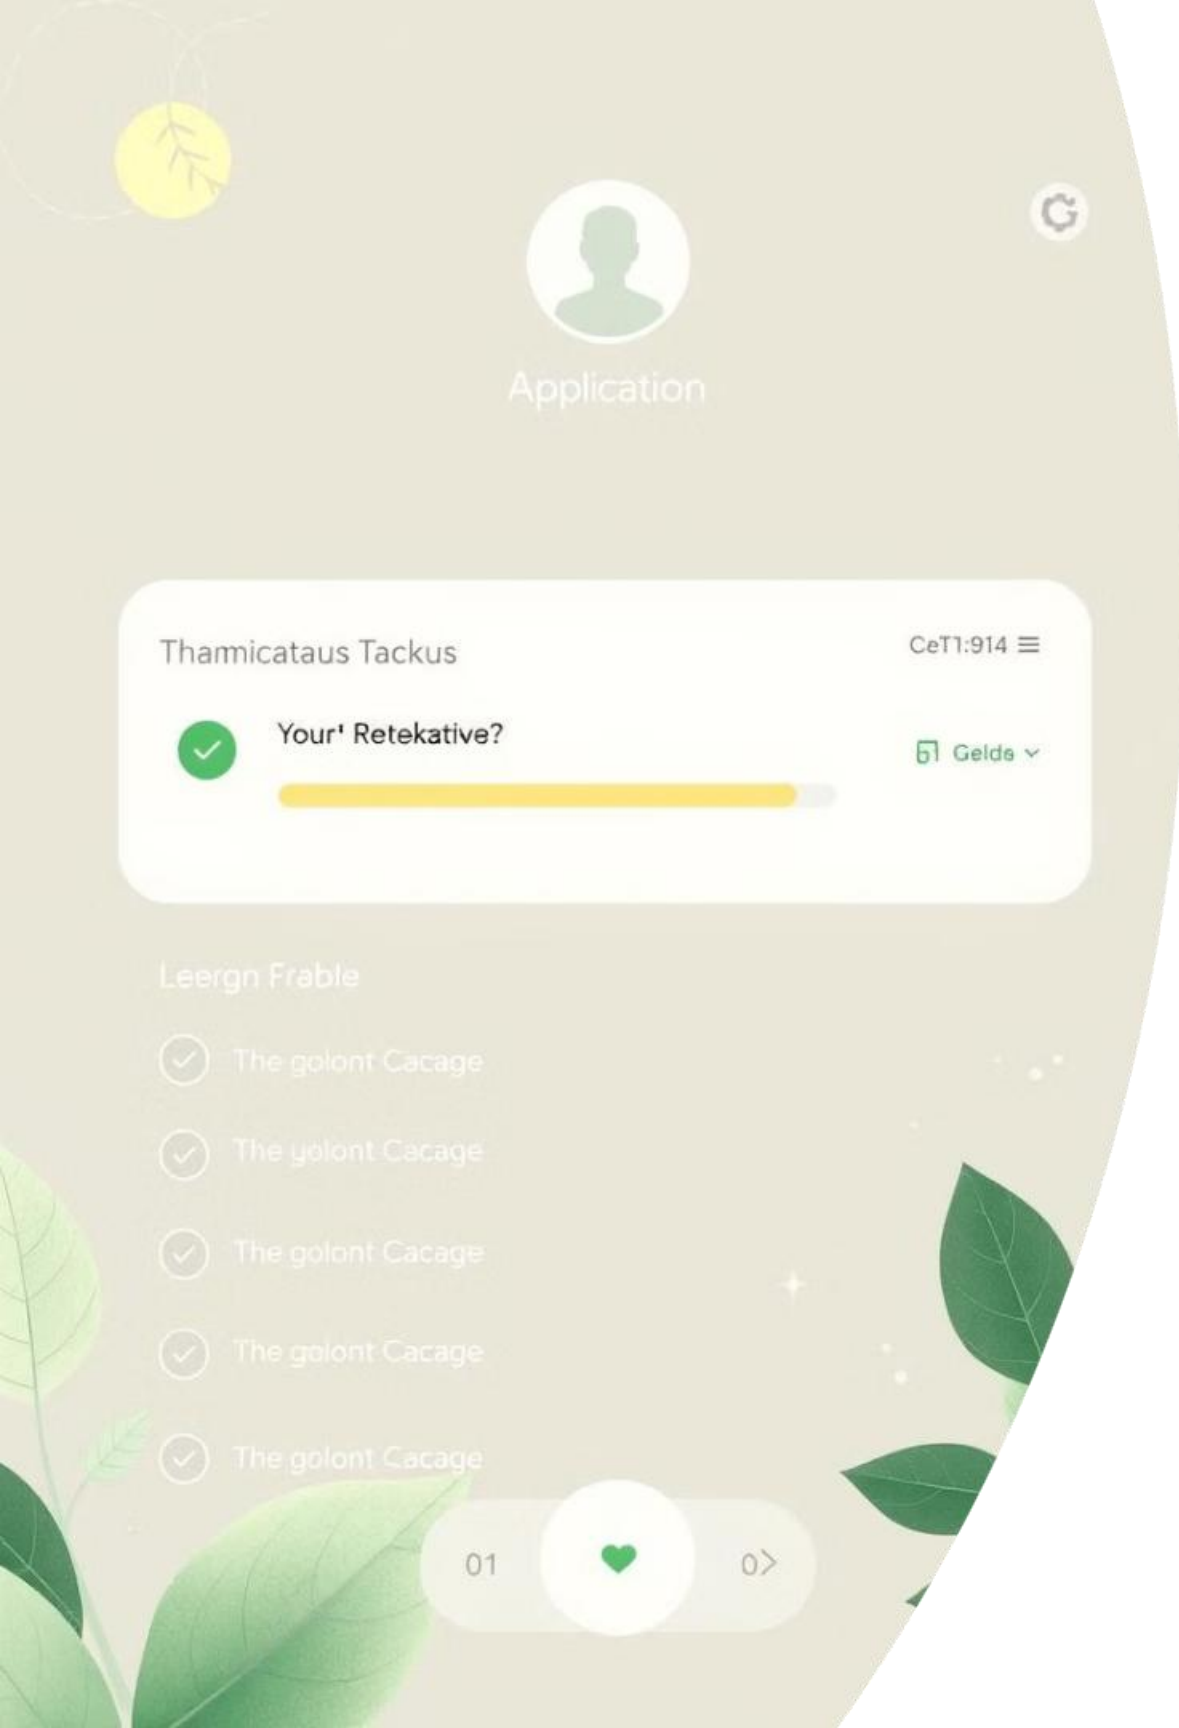 Application
Thamicataus Tackus
CeT1:914
Your' Retekative?
Gelds
Leergn Frable
The golont Cacage
The yolont Cacage
The golont Cacage
The golont Cacage
The golont Cacage
01
0>